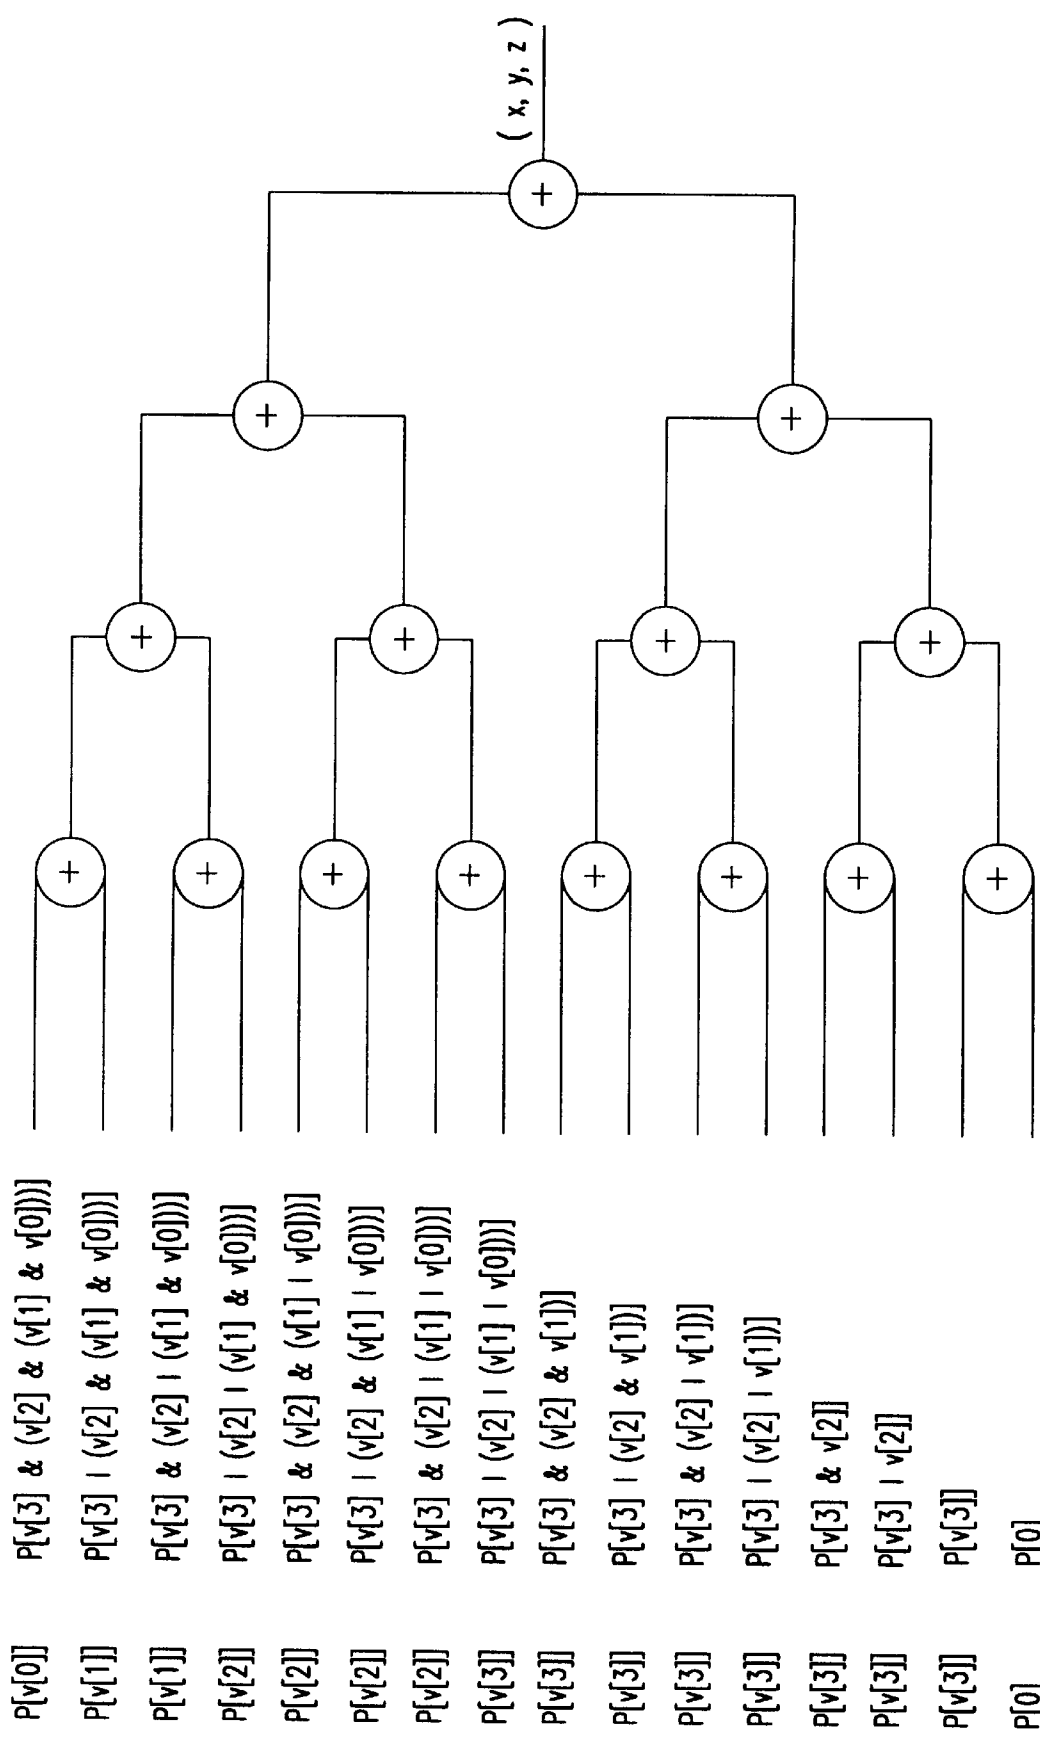 P[v[0]] P[v[3] & (v[2] & (v[1] & v[0]))]
P[v[1]] P[v[3] | (v[2] & (v[1] & v[0]))]
P[v[1]] P[v[3] & (v[2] | (v[1] & v[0]))]
P[v[2]] P[v[3] | (v[2] | (v[1] & v[0]))]
P[v[2]] P[v[3] & (v[2] & (v[1] | v[0]))]
P[v[2]] P[v[3] | (v[2] & (v[1] | v[0]))]
P[v[2]] P[v[3] & (v[2] | (v[1] | v[0]))]
P[v[3]] P[v[3] | (v[2] | (v[1] | v[0]))]
P[v[3]] P[v[3] & (v[2] & v[1])]
P[v[3]] P[v[3] | (v[2] & v[1])]
P[v[3]] P[v[3] & (v[2] | v[1])]
P[v[3]] P[v[3] | (v[2] | v[1])]
P[v[3]] P[v[3] & v[2]]
P[v[3]] P[v[3] | v[2]]
P[v[3]] P[v[3]]
P[0] P[0]
+ + + + + + + +
+ + + +
+ +
+
( x, y, z )